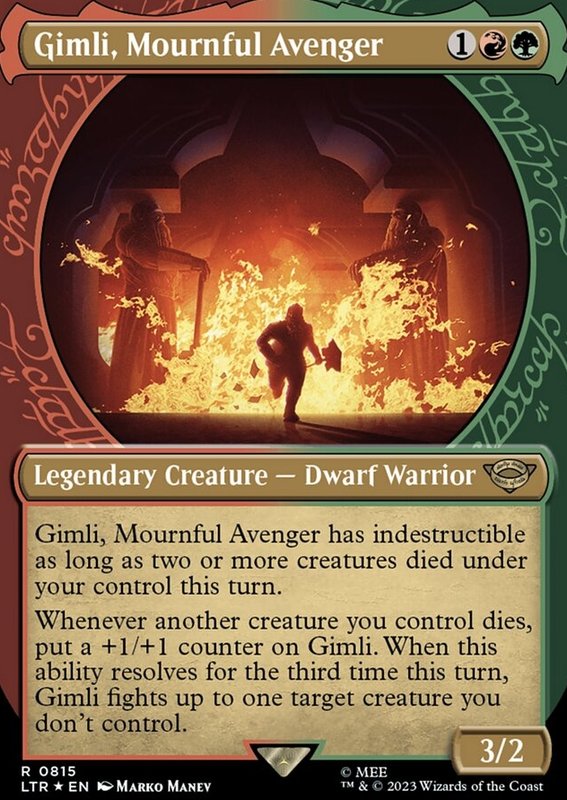 Gimli, Mournful Avenger 1
Legendary Creature — Dwarf Warrior
Gimli, Mournful Avenger has indestructible
as long as two or more creatures died under
your control this turn.
Whenever another creature you control dies,
put a +1/+1 counter on Gimli. When this
ability resolves for the third time this turn,
Gimli fights up to one target creature you
don't control.
3/2
R 0815
LTR ★ EN Marko Manev
© MEE
™ & © 2023 Wizards of the Coast